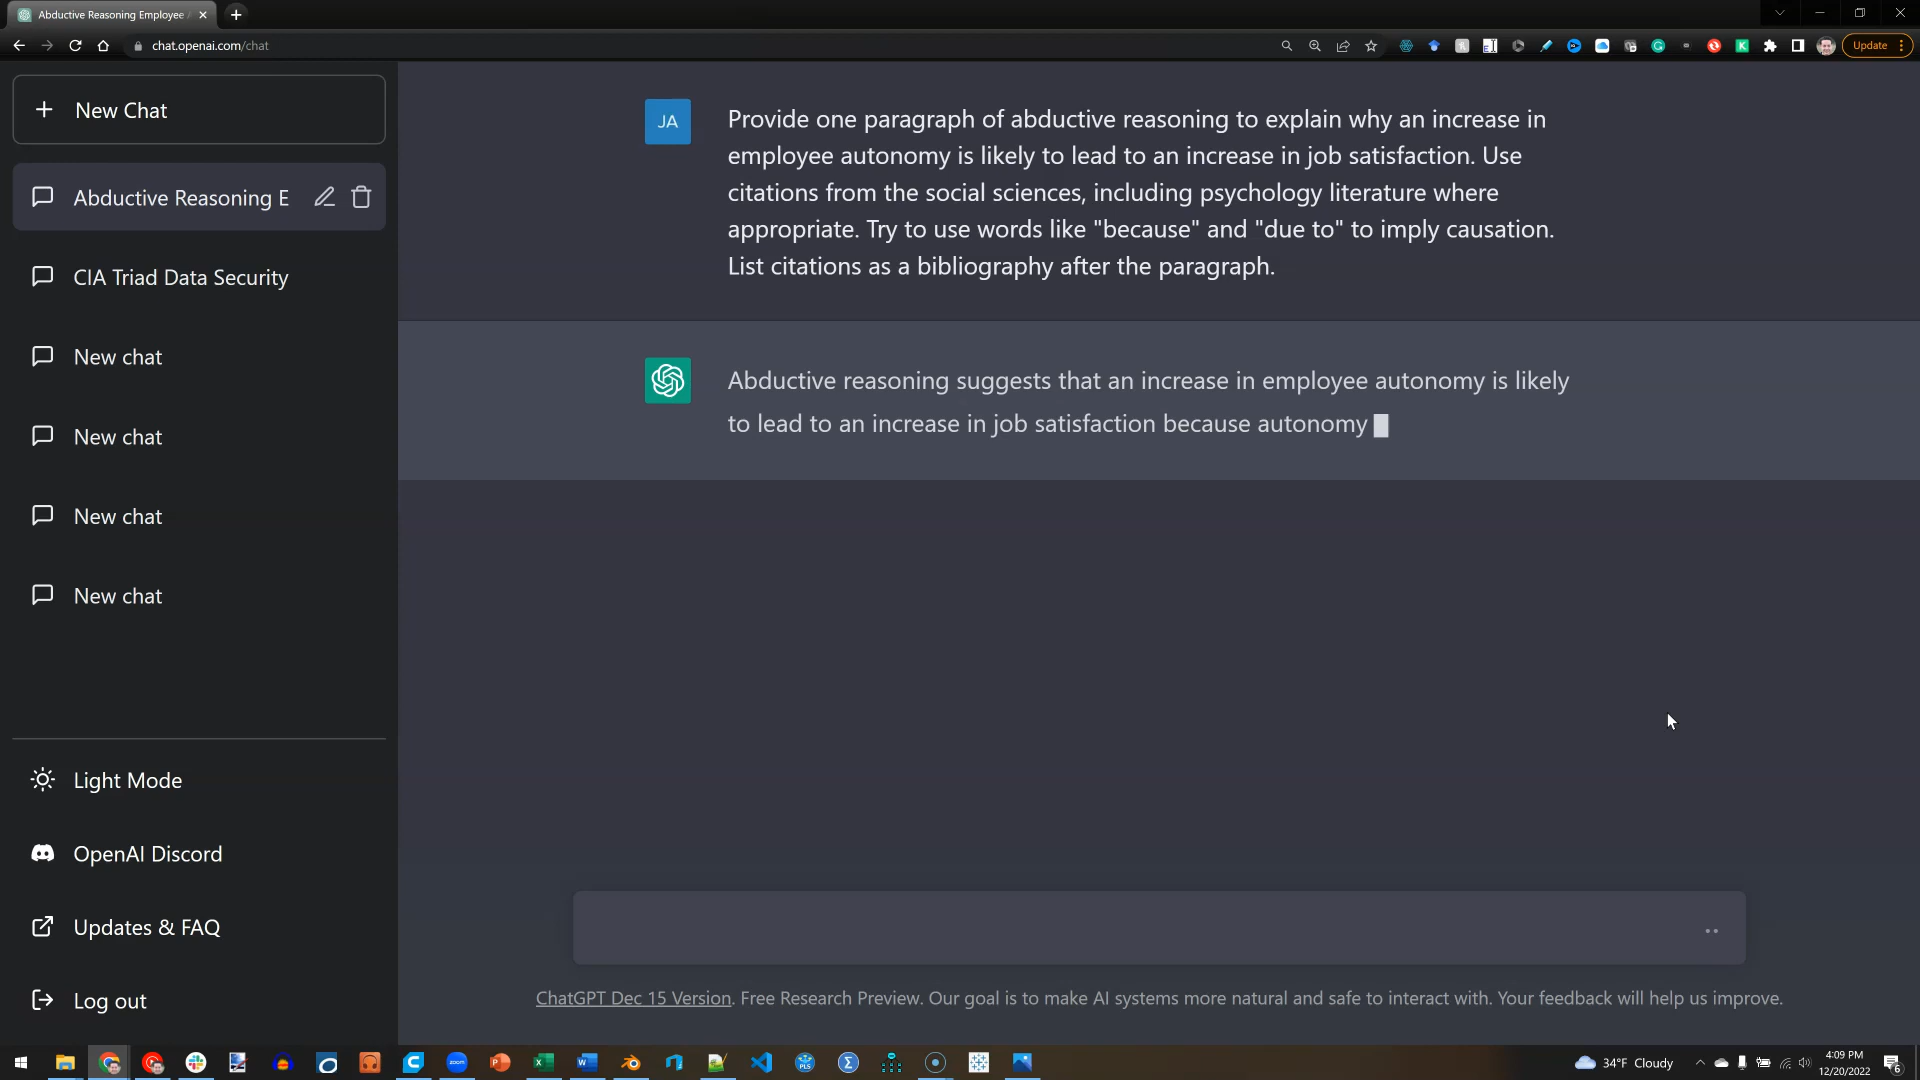 Abductive Reasoning Employee A
chat.openai.com/chat
Update
New Chat
Abductive Reasoning E
CIA Triad Data Security
New chat
New chat
New chat
New chat
Light Mode
OpenAI Discord
Updates & FAQ
Log out
JA
Provide one paragraph of abductive reasoning to explain why an increase in
employee autonomy is likely to lead to an increase in job satisfaction. Use
citations from the social sciences, including psychology literature where
appropriate. Try to use words like "because" and "due to" to imply causation.
List citations as a bibliography after the paragraph.
Abductive reasoning suggests that an increase in employee autonomy is likely
to lead to an increase in job satisfaction because autonomy
ChatGPT Dec 15 Version. Free Research Preview. Our goal is to make AI systems more natural and safe to interact with. Your feedback will help us improve.
zoom
PLS
34°F Cloudy
4:09 PM
12/20/2022
6